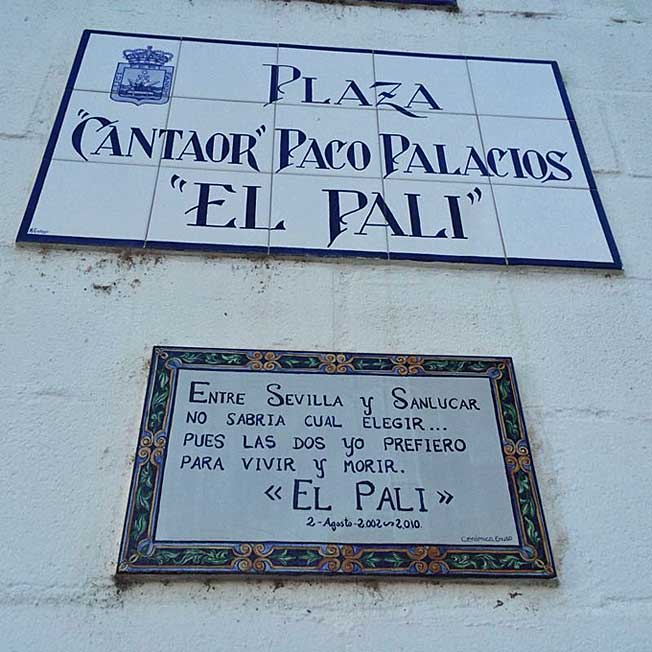 PLAZA
"CANTAOR" PACO PALACIOS
"EL PALI"
ENTRE SEVILLA Y SANLUCAR
NO SABRIA CUAL ELEGIR...
PUES LAS DOS YO PREFIERO
PARA VIVIR Y MORIR.
«EL PALI»
2-Agosto-2002~2010.